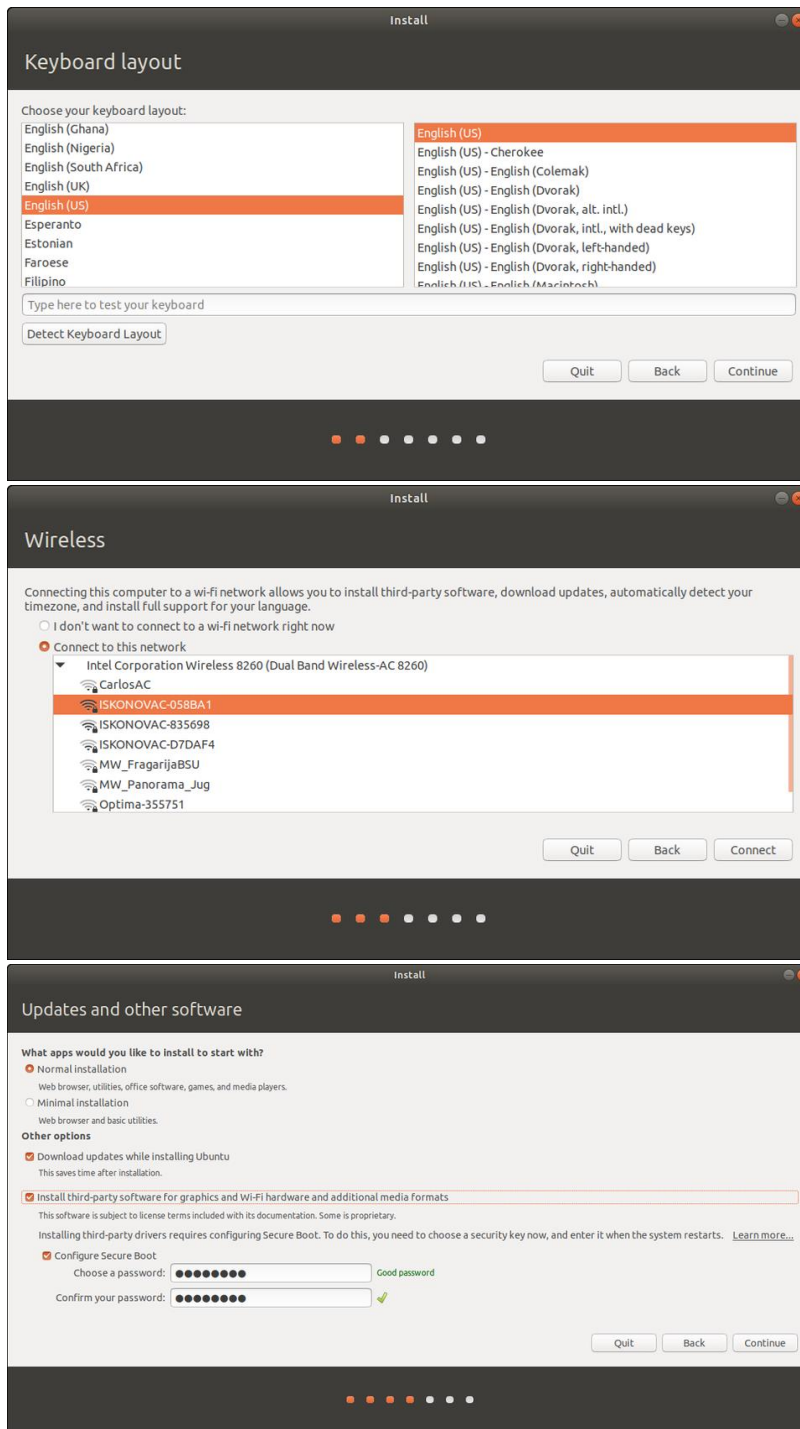 Install
Keyboard layout
Choose your keyboard layout:
English (Ghana)
English (Nigeria)
English (South Africa)
English (UK)
English (US)
Esperanto
Estonian
Faroese
Filipino
English (US)
English (US) - Cherokee
English (US) - English (Colemak)
English (US) - English (Dvorak)
English (US) - English (Dvorak, alt. intl.)
English (US) - English (Dvorak, intl., with dead keys)
English (US) - English (Dvorak, left-handed)
English (US) - English (Dvorak, right-handed)
English (US) - English (Macintosh)
Type here to test your keyboard
Detect Keyboard Layout
Quit Back Continue
Install
Wireless
Connecting this computer to a wi-fi network allows you to install third-party software, download updates, automatically detect your
timezone, and install full support for your language.
I don't want to connect to a wi-fi network right now
Connect to this network
Intel Corporation Wireless 8260 (Dual Band Wireless-AC 8260)
CarlosAC
ISKONOVAC-058BA1
ISKONOVAC-835698
ISKONOVAC-D7DAF4
MW_FragarijaBSU
MW_Panorama_Jug
Optima-355751
Quit Back Connect
Install
Updates and other software
What apps would you like to install to start with?
Normal installation
Web browser, utilities, office software, games, and media players.
Minimal installation
Web browser and basic utilities.
Other options
Download updates while installing Ubuntu
This saves time after installation.
Install third-party software for graphics and Wi-Fi hardware and additional media formats
This software is subject to license terms included with its documentation. Some is proprietary.
Installing third-party drivers requires configuring Secure Boot. To do this, you need to choose a security key now, and enter it when the system restarts. Learn more...
Configure Secure Boot
Choose a password: ●●●●●●●● Good password
Confirm your password: ●●●●●●●●
Quit Back Continue